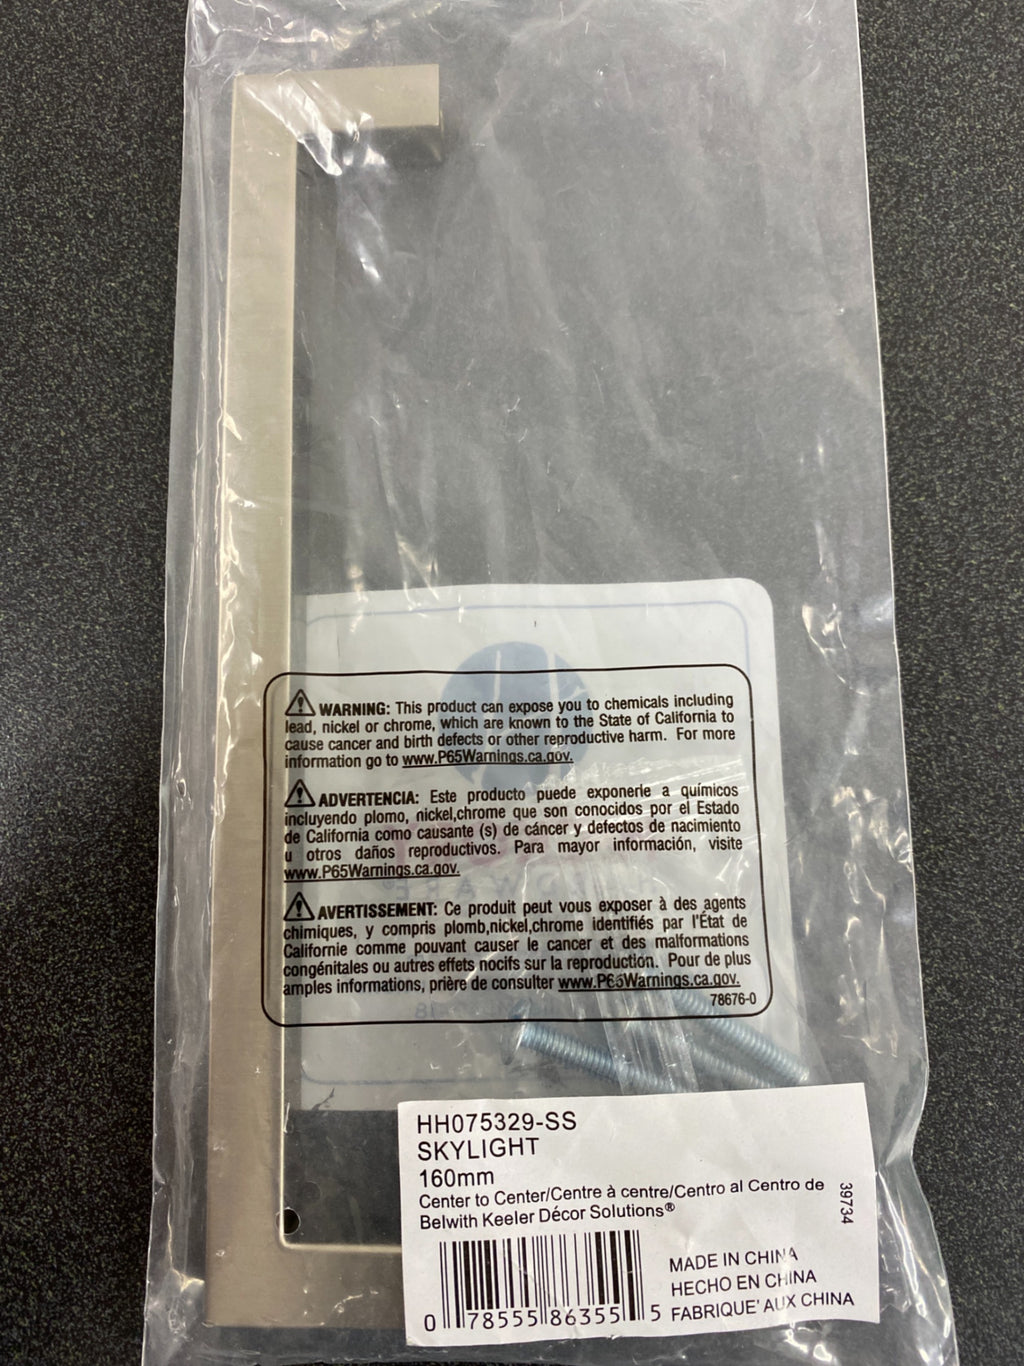 ⚠ WARNING: This product can expose you to chemicals including
lead, nickel or chrome, which are known to the State of California to
cause cancer and birth defects or other reproductive harm. For more
information go to www.P65Warnings.ca.gov.
⚠ ADVERTENCIA: Este producto puede exponerle a químicos
incluyendo plomo, nickel,chrome que son conocidos por el Estado
de California como causante (s) de cáncer y defectos de nacimiento
u otros daños reproductivos. Para mayor información, visite
www.P65Warnings.ca.gov.
⚠ AVERTISSEMENT: Ce produit peut vous exposer à des agents
chimiques, y compris plomb,nickel,chrome identifiés par l'État de
Californie comme pouvant causer le cancer et des malformations
congénitales ou autres effets nocifs sur la reproduction. Pour de plus
amples informations, prière de consulter www.P65Warnings.ca.gov.
78676-0
HH075329-SS
SKYLIGHT
160mm
Center to Center/Centre à centre/Centro al Centro de
Belwith Keeler Décor Solutions®
39734
MADE IN CHINA
HECHO EN CHINA
FABRIQUE' AUX CHINA
0 78555 86355 5